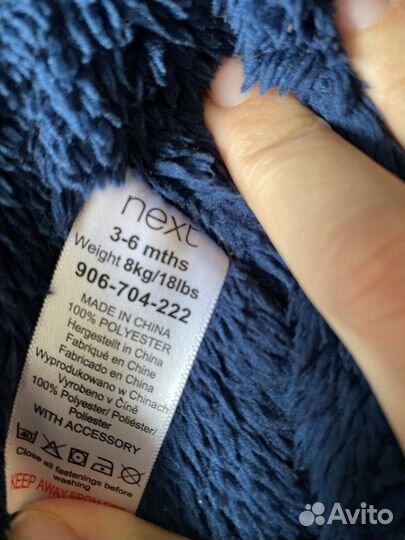 next
3-6 mths
Weight 8kg/18lbs
906-704-222
MADE IN CHINA
100% POLYESTER
Hergestellt in China
Fabriqué en Chine
Fabricado en China
Wyprodukowano w Chinach
Vyrobeno v Číně
100% Polyester/ Poliéster/
Poliester
WITH ACCESSORY
40
Close all fastenings before
washing
KEEP AWAY FROM
Avito